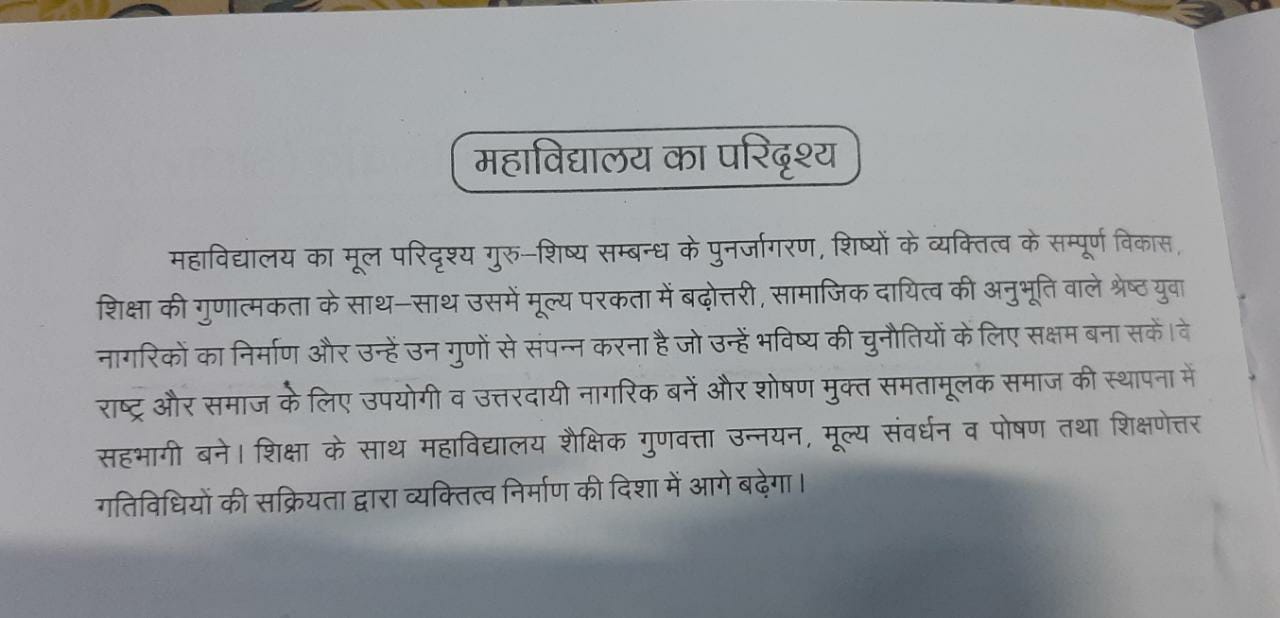 महाविद्यालय का परिदृश्य
महाविद्यालय का मूल परिदृश्य गुरु–शिष्य सम्बन्ध के पुनर्जागरण, शिष्यों के व्यक्तित्व के सम्पूर्ण विकास,
शिक्षा की गुणात्मकता के साथ–साथ उसमें मूल्य परकता में बढ़ोत्तरी, सामाजिक दायित्व की अनुभूति वाले श्रेष्ठ युवा
नागरिकों का निर्माण और उन्हें उन गुणों से संपन्न करना है जो उन्हें भविष्य की चुनौतियों के लिए सक्षम बना सकें। वे
राष्ट्र और समाज के लिए उपयोगी व उत्तरदायी नागरिक बनें और शोषण मुक्त समतामूलक समाज की स्थापना में
सहभागी बने। शिक्षा के साथ महाविद्यालय शैक्षिक गुणवत्ता उन्नयन, मूल्य संवर्धन व पोषण तथा शिक्षणेत्तर
गतिविधियों की सक्रियता द्वारा व्यक्तित्व निर्माण की दिशा में आगे बढ़ेगा।